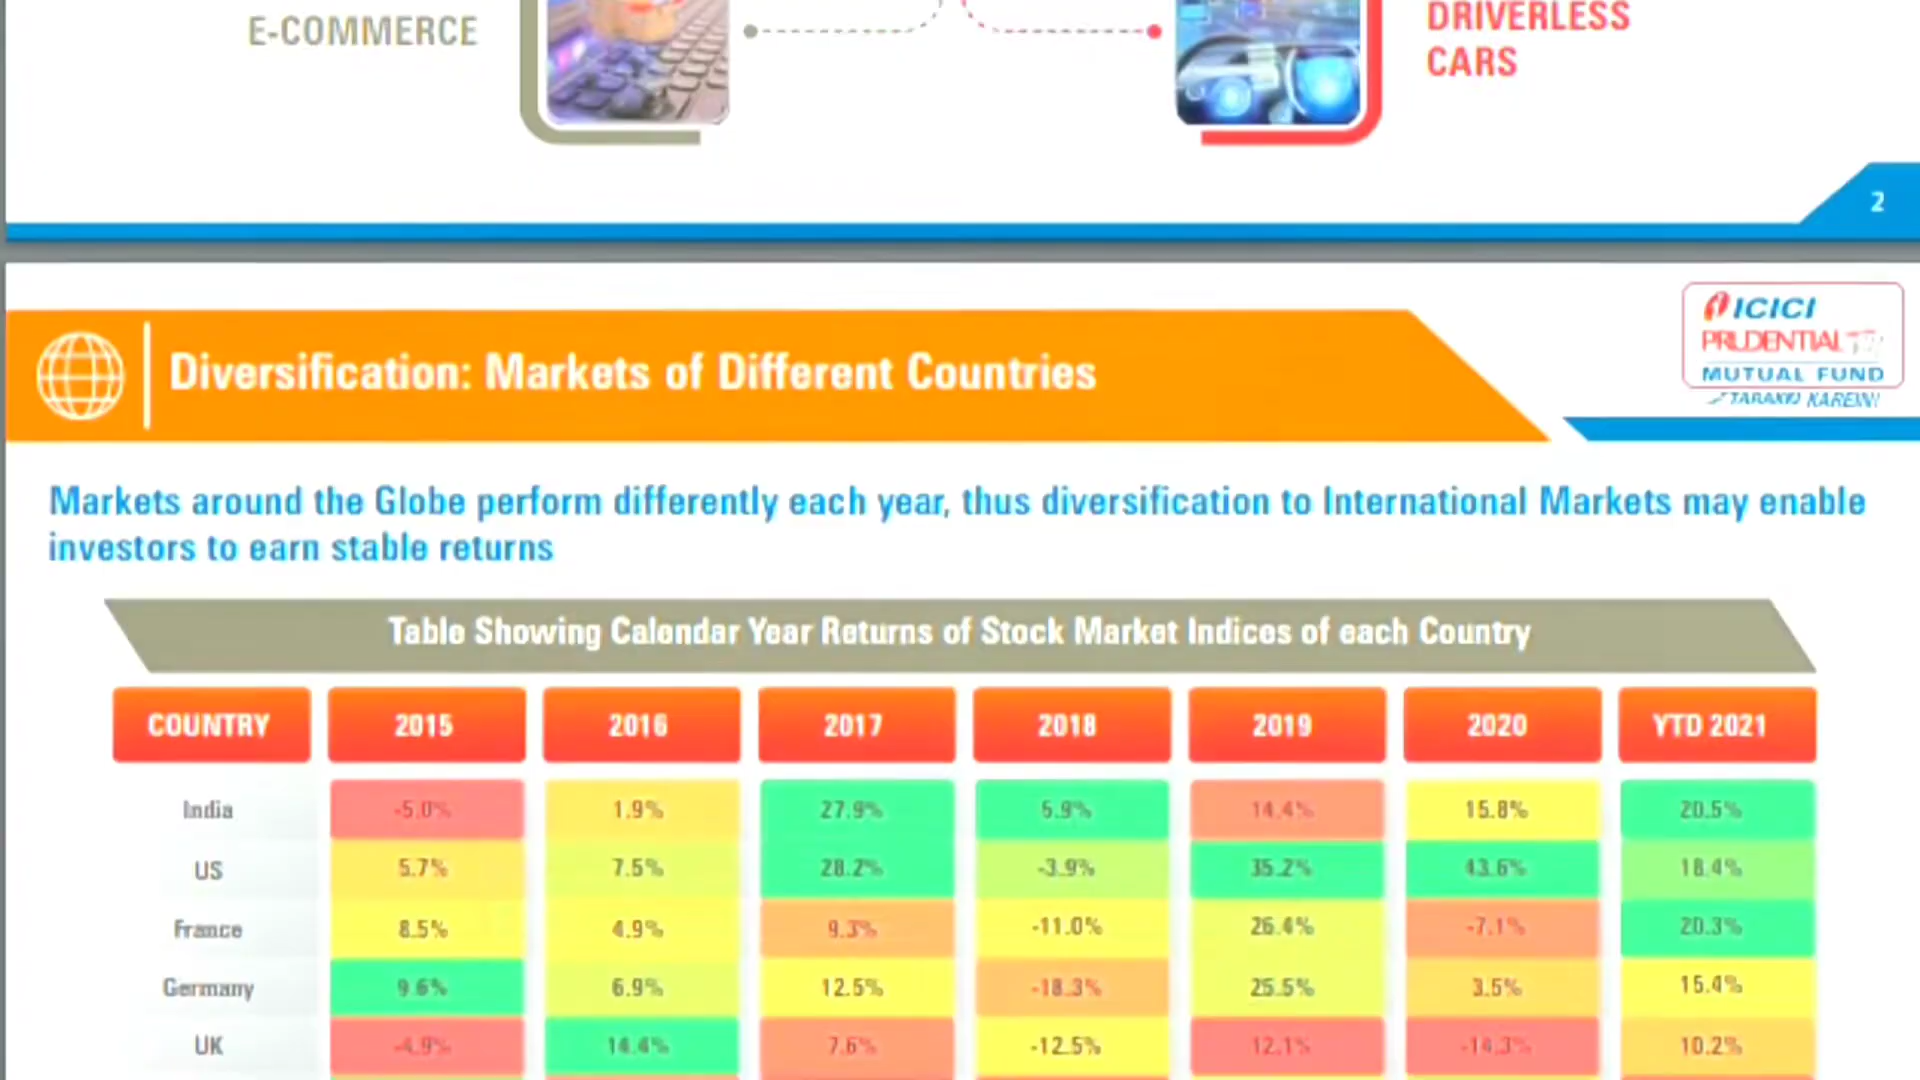 E-COMMERCE
DRIVERLESS
CARS
2
ICICI
PRUDENTIAL
MUTUAL FUND
TARAKKI KAREIN!
Diversification: Markets of Different Countries
Markets around the Globe perform differently each year, thus diversification to International Markets may enable
investors to earn stable returns
Table Showing Calendar Year Returns of Stock Market Indices of each Country
COUNTRY 2015 2016 2017 2018 2019 2020 YTD 2021
India -5.0% 1.9% 27.9% 5.9% 14.4% 15.8% 20.5%
US 5.7% 7.5% 28.2% -3.9% 35.2% 43.6% 18.4%
France 8.5% 4.9% 9.3% -11.0% 26.4% -7.1% 20.3%
Germany 9.6% 6.9% 12.5% -18.3% 25.5% 3.5% 15.4%
UK -4.9% 14.4% 7.6% -12.5% 12.1% -14.3% 10.2%